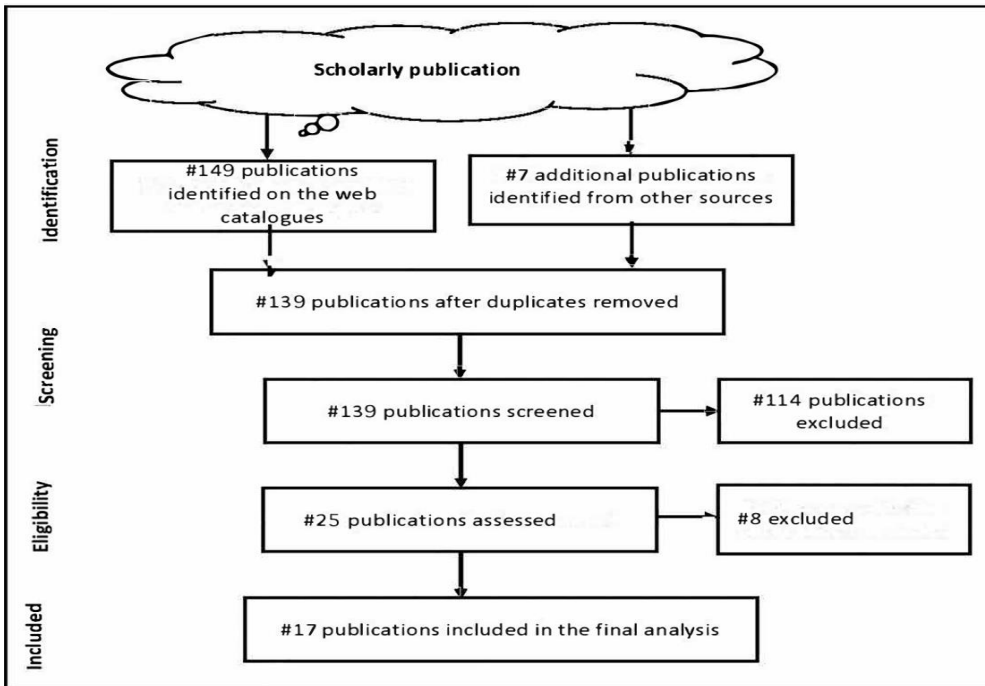 Scholarly publication
Identification
#149 publications
identified on the web
catalogues
#7 additional publications
identified from other sources
#139 publications after duplicates removed
Screening
#139 publications screened
#114 publications
excluded
Eligibility
#25 publications assessed
#8 excluded
Included
#17 publications included in the final analysis